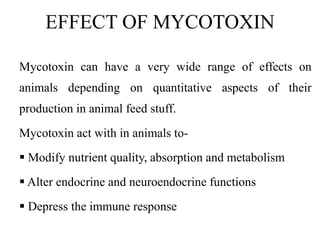 EFFECT OF MYCOTOXIN
Mycotoxin can have a very wide range of effects on
animals depending on quantitative aspects of their
production in animal feed stuff.
Mycotoxin act with in animals to-
▪ Modify nutrient quality, absorption and metabolism
▪ Alter endocrine and neuroendocrine functions
▪ Depress the immune response